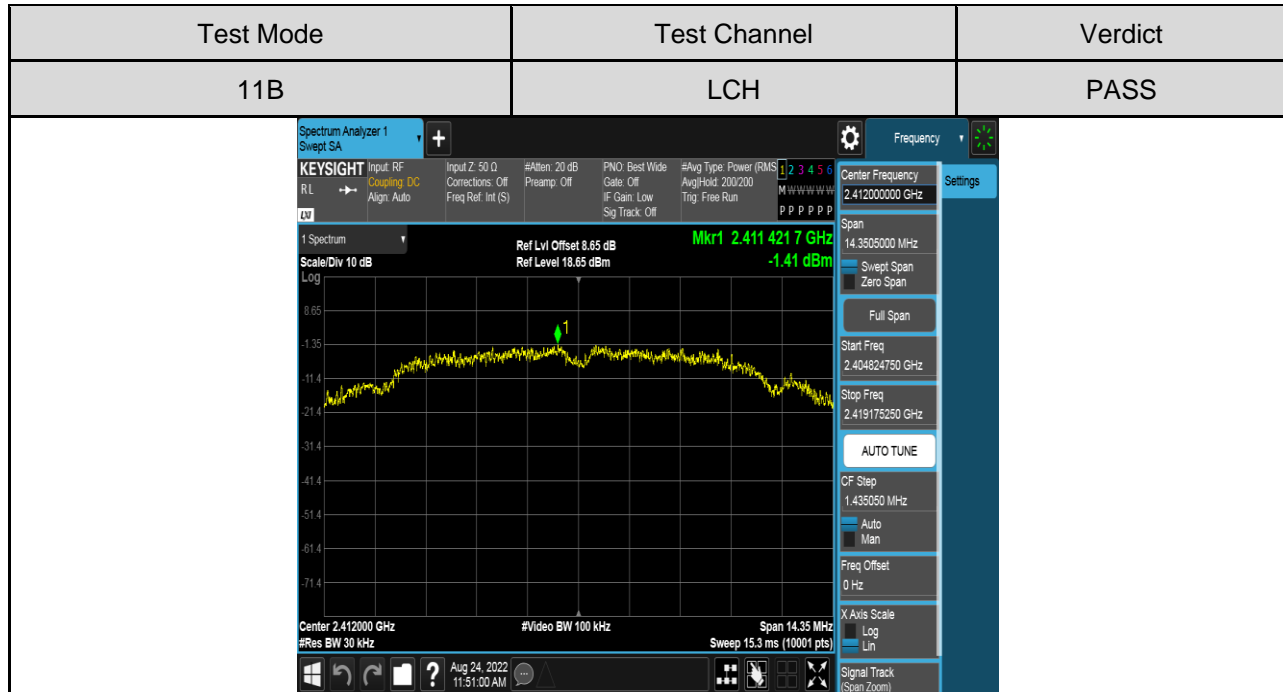 Test Mode Test Channel Verdict
11B LCH PASS
Spectrum Analyzer 1
Swept SA
+
Frequency
KEYSIGHT
RL
LXI
Input: RF
Coupling: DC
Align: Auto
Input Z: 50 Ω
Corrections: Off
Freq Ref: Int (S)
#Atten: 20 dB
Preamp: Off
PNO: Best Wide
Gate: Off
IF Gain: Low
Sig Track: Off
#Avg Type: Power (RMS
Avg|Hold: 200/200
Trig: Free Run
1 2 3 4 5 6
M W W W W W
P P P P P P
1 Spectrum
Scale/Div 10 dB
Log
Ref Lvl Offset 8.65 dB
Ref Level 18.65 dBm
Mkr1 2.411 421 7 GHz
-1.41 dBm
1
8.65
-1.35
-11.4
-21.4
-31.4
-41.4
-51.4
-61.4
-71.4
Center 2.412000 GHz
#Res BW 30 kHz
#Video BW 100 kHz
Span 14.35 MHz
Sweep 15.3 ms (10001 pts)
?
Aug 24, 2022
11:51:00 AM
Center Frequency
2.412000000 GHz
Settings
Span
14.3505000 MHz
Swept Span
Zero Span
Full Span
Start Freq
2.404824750 GHz
Stop Freq
2.419175250 GHz
AUTO TUNE
CF Step
1.435050 MHz
Auto
Man
Freq Offset
0 Hz
X Axis Scale
Log
Lin
Signal Track
(Span Zoom)